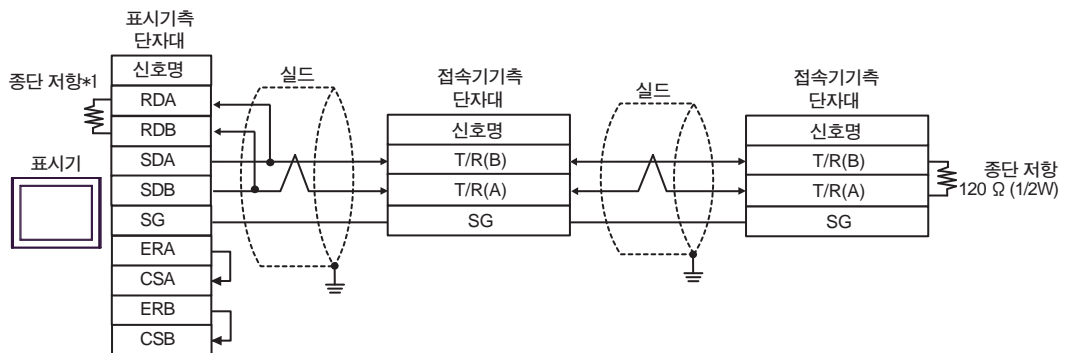 표시기측
단자대
신호명
종단 저항*1
RDA
RDB
표시기
SDA
SDB
SG
ERA
CSA
ERB
CSB
실드
접속기기측
단자대
신호명
T/R(B)
T/R(A)
SG
실드
접속기기측
단자대
신호명
T/R(B)
T/R(A)
SG
종단 저항
120 Ω (1/2W)